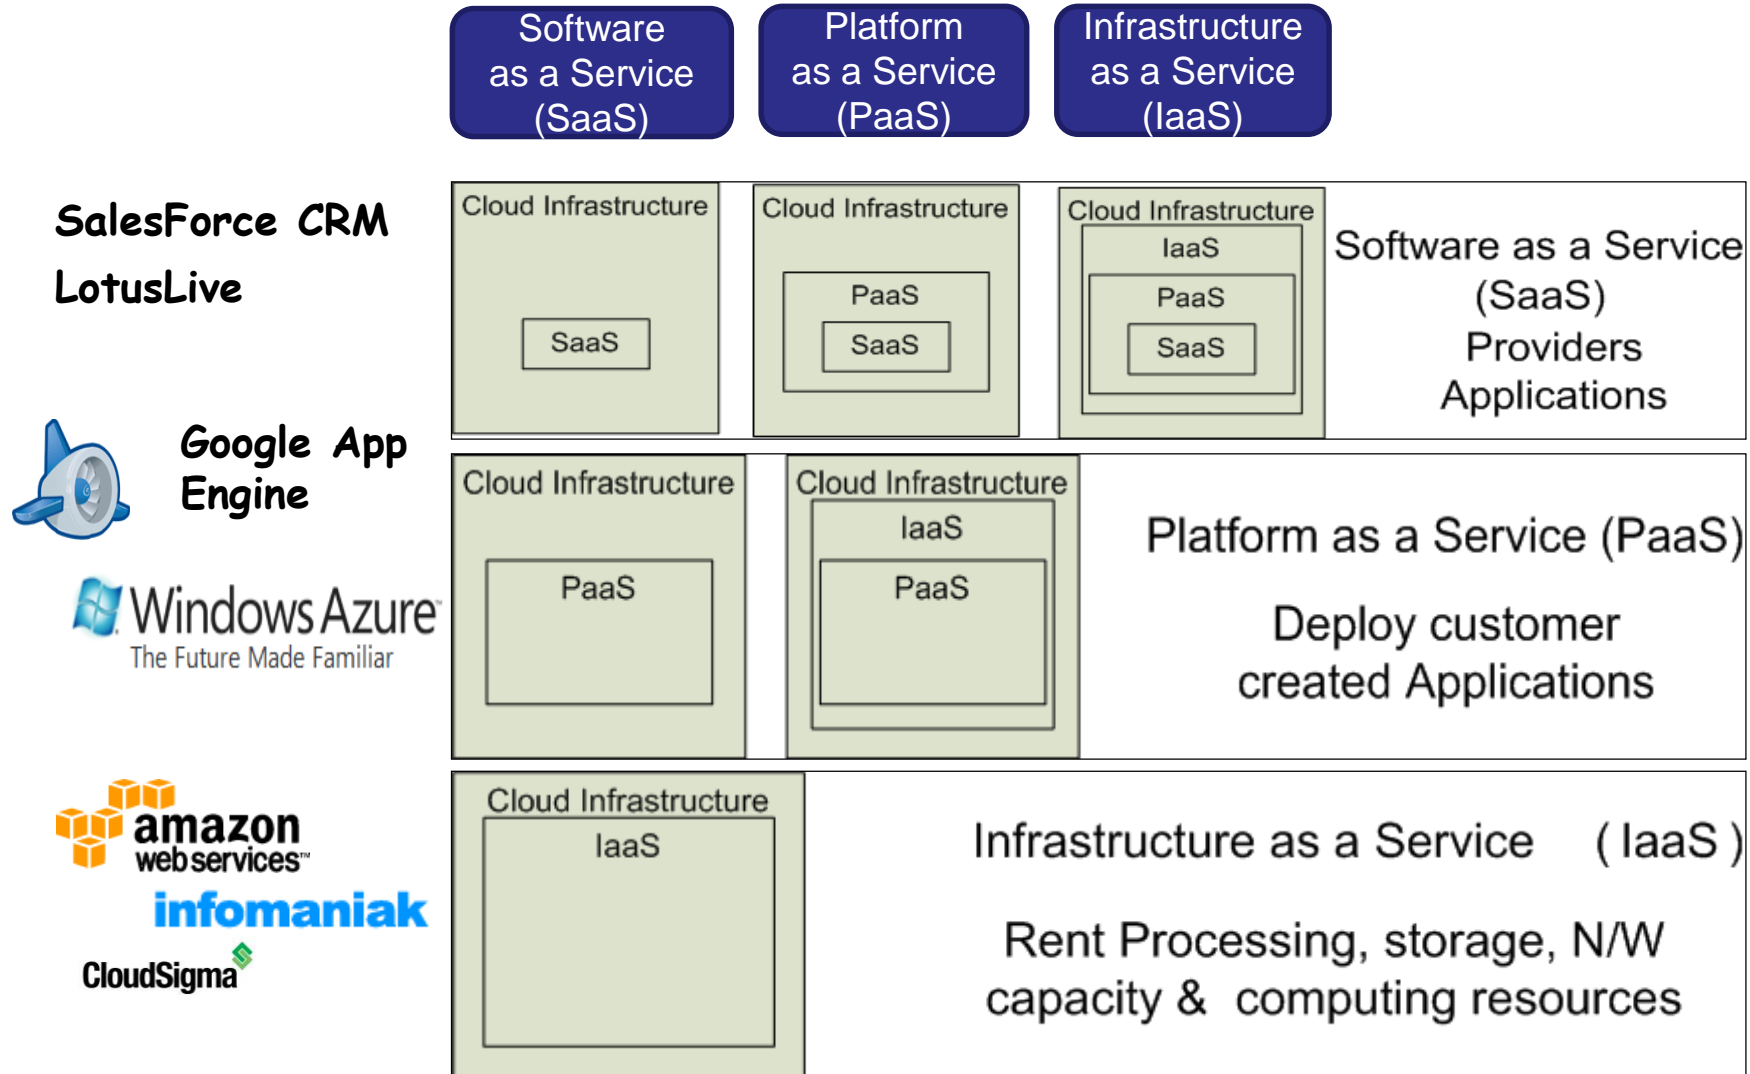 Software
as a Service
(SaaS)
Platform
as a Service
(PaaS)
Infrastructure
as a Service
(IaaS)
SalesForce CRM
LotusLive
Cloud Infrastructure
SaaS
Cloud Infrastructure
PaaS
SaaS
Cloud Infrastructure
IaaS
PaaS
SaaS
Software as a Service
(SaaS)
Providers
Applications
Google App
Engine
Windows Azure™
The Future Made Familiar
Cloud Infrastructure
PaaS
Cloud Infrastructure
IaaS
PaaS
Platform as a Service (PaaS)
Deploy customer
created Applications
amazon
web services™
infomaniak
CloudSigma
Cloud Infrastructure
IaaS
Infrastructure as a Service ( IaaS )
Rent Processing, storage, N/W
capacity & computing resources